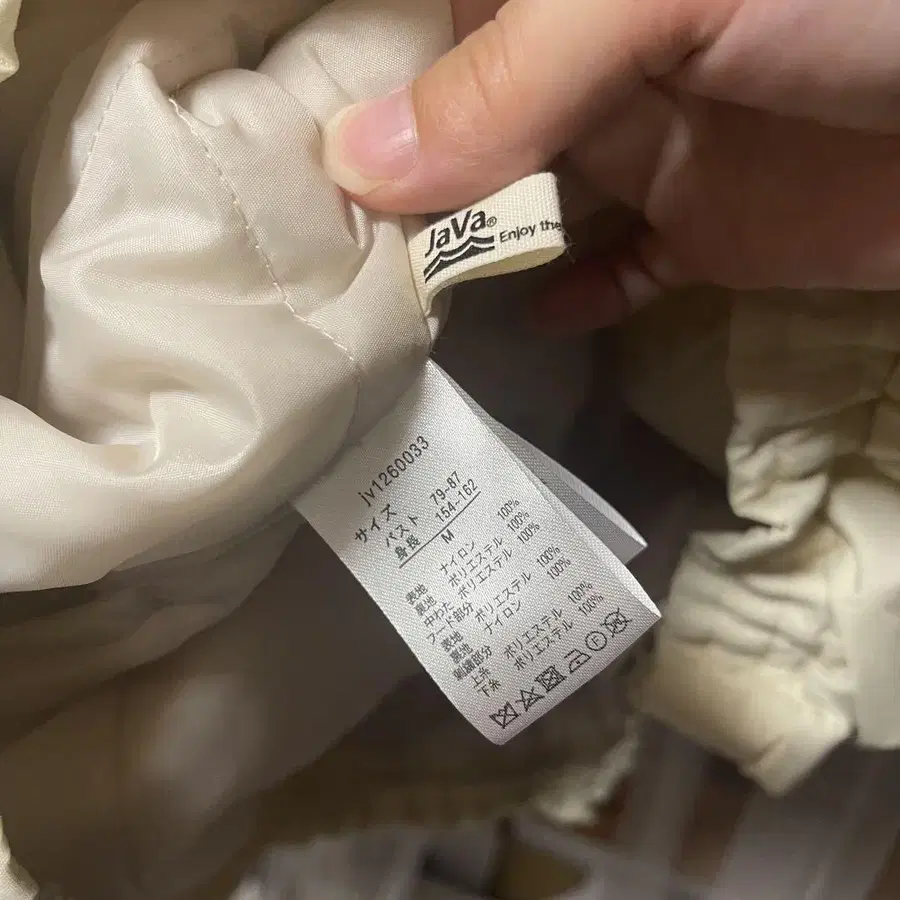 JaVa®
Enjoy the
jv1260033
サイズ
バスト 79-87
身長 154-162
M
表地 ナイロン 100%
裏地 ポリエステル 100%
中わた ポリエステル 100%
フード部分
表地 ポリエステル 100%
裏地 ナイロン 100%
刺繍部分
上糸 ポリエステル 100%
下糸 ポリエステル 100%